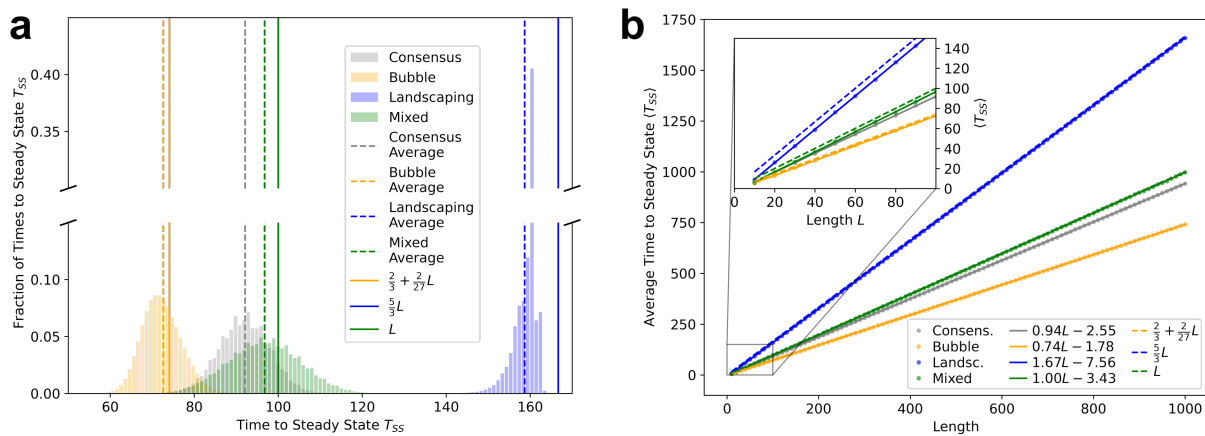 a
0.40
0.35
0.10
0.05
0.00
Fraction of Times to Steady State T_SS
60 80 100 120 140 160
Time to Steady State T_SS
Consensus
Bubble
Landscaping
Mixed
Consensus
Average
Bubble
Average
Landscaping
Average
Mixed
Average
2/3 + 2/27 L
5/3 L
L
b
1750
1500
1250
1000
750
500
250
0
Average Time to Steady State ⟨T_SS⟩
0 200 400 600 800 1000
Length
140
120
100
80
60
40
20
0
⟨T_SS⟩
0 20 40 60 80
Length L
Consens.
Bubble
Landsc.
Mixed
0.94L − 2.55
0.74L − 1.78
1.67L − 7.56
1.00L − 3.43
2/3 + 2/27 L
5/3 L
L